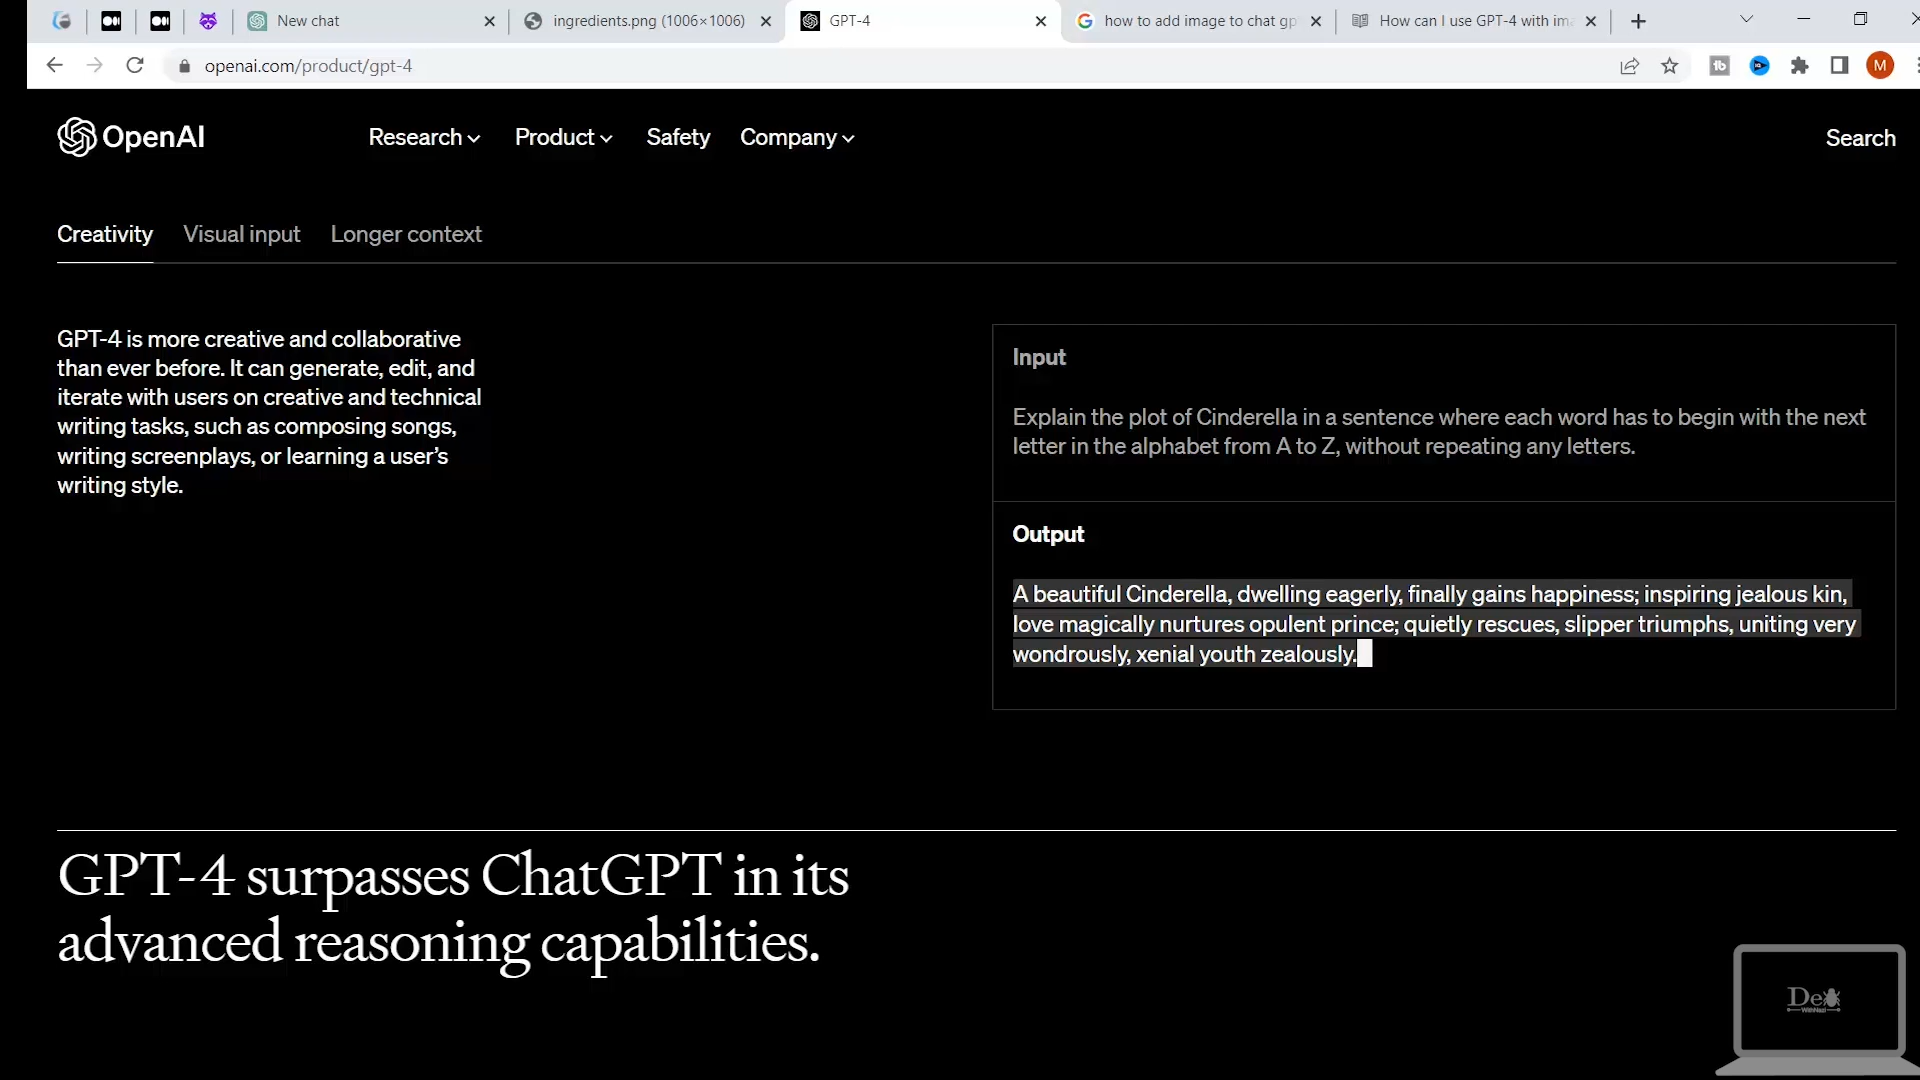 New chat
ingredients.png (1006×1006)
GPT-4
how to add image to chat gp
How can I use GPT-4 with im
openai.com/product/gpt-4
M
OpenAI
Research
Product
Safety
Company
Search
Creativity
Visual input
Longer context
GPT-4 is more creative and collaborative
than ever before. It can generate, edit, and
iterate with users on creative and technical
writing tasks, such as composing songs,
writing screenplays, or learning a user’s
writing style.
Input
Explain the plot of Cinderella in a sentence where each word has to begin with the next
letter in the alphabet from A to Z, without repeating any letters.
Output
A beautiful Cinderella, dwelling eagerly, finally gains happiness; inspiring jealous kin,
love magically nurtures opulent prince; quietly rescues, slipper triumphs, uniting very
wondrously, xenial youth zealously.
GPT-4 surpasses ChatGPT in its
advanced reasoning capabilities.
De